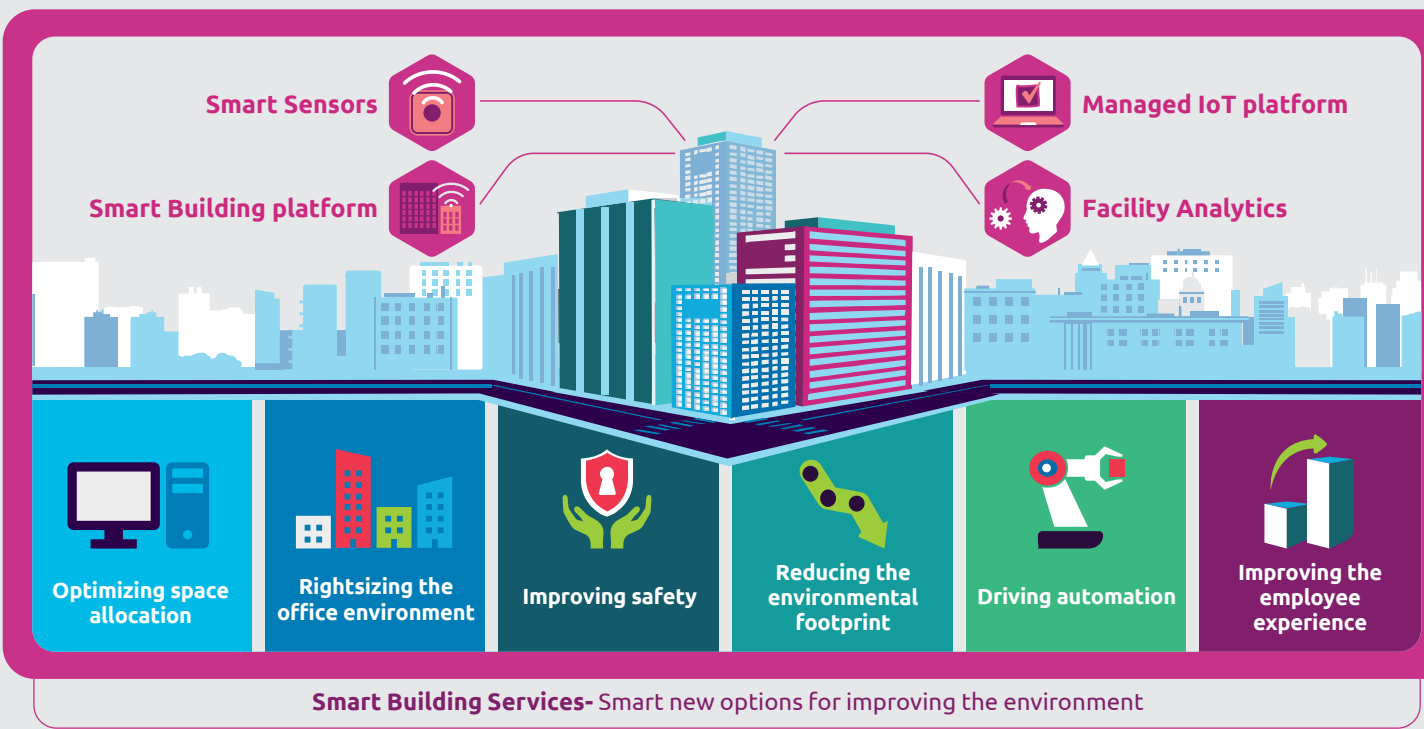 Smart Sensors
Managed IoT platform
Smart Building platform
Facility Analytics
Optimizing space
allocation
Rightsizing the
office environment
Improving safety
Reducing the
environmental
footprint
Driving automation
Improving the
employee
experience
Smart Building Services- Smart new options for improving the environment